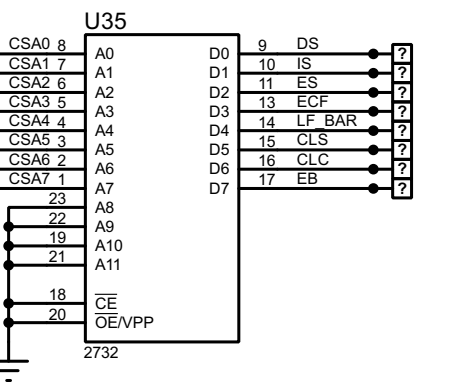 U35
CSA0 8 A0 D0 9 DS ?
CSA1 7 A1 D1 10 IS ?
CSA2 6 A2 D2 11 ES ?
CSA3 5 A3 D3 13 ECF ?
CSA4 4 A4 D4 14 LF_BAR ?
CSA5 3 A5 D5 15 CLS ?
CSA6 2 A6 D6 16 CLC ?
CSA7 1 A7 D7 17 EB ?
23 A8
22 A9
19 A10
21 A11
18 CE
20 OE/VPP
2732